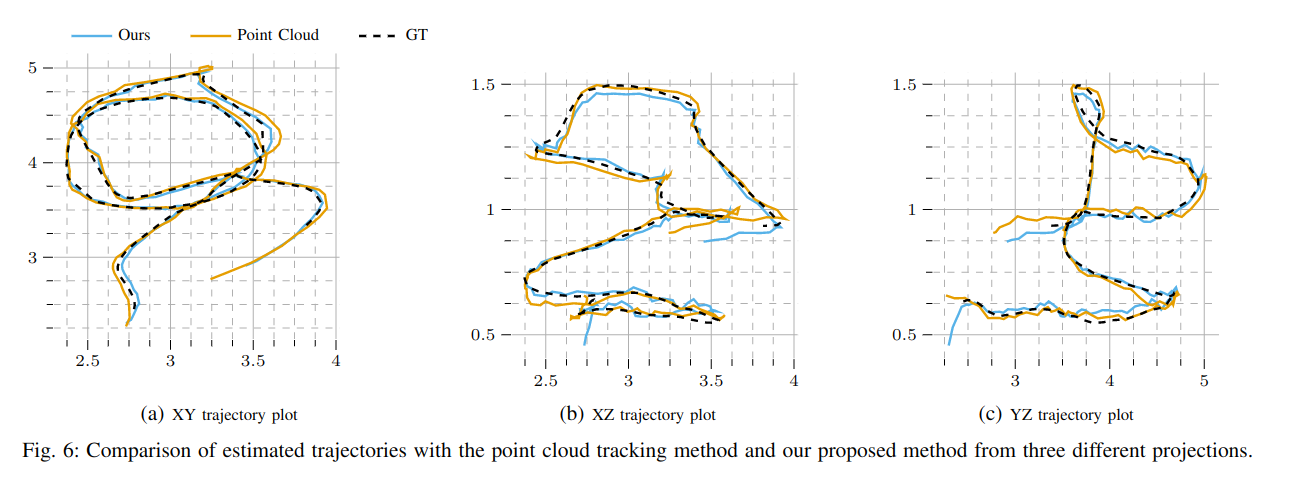 Ours Point Cloud GT
5
4
3
2.5 3 3.5 4
(a) XY trajectory plot
1.5
1
0.5
2.5 3 3.5 4
(b) XZ trajectory plot
1.5
1
0.5
3 4 5
(c) YZ trajectory plot
Fig. 6: Comparison of estimated trajectories with the point cloud tracking method and our proposed method from three different projections.